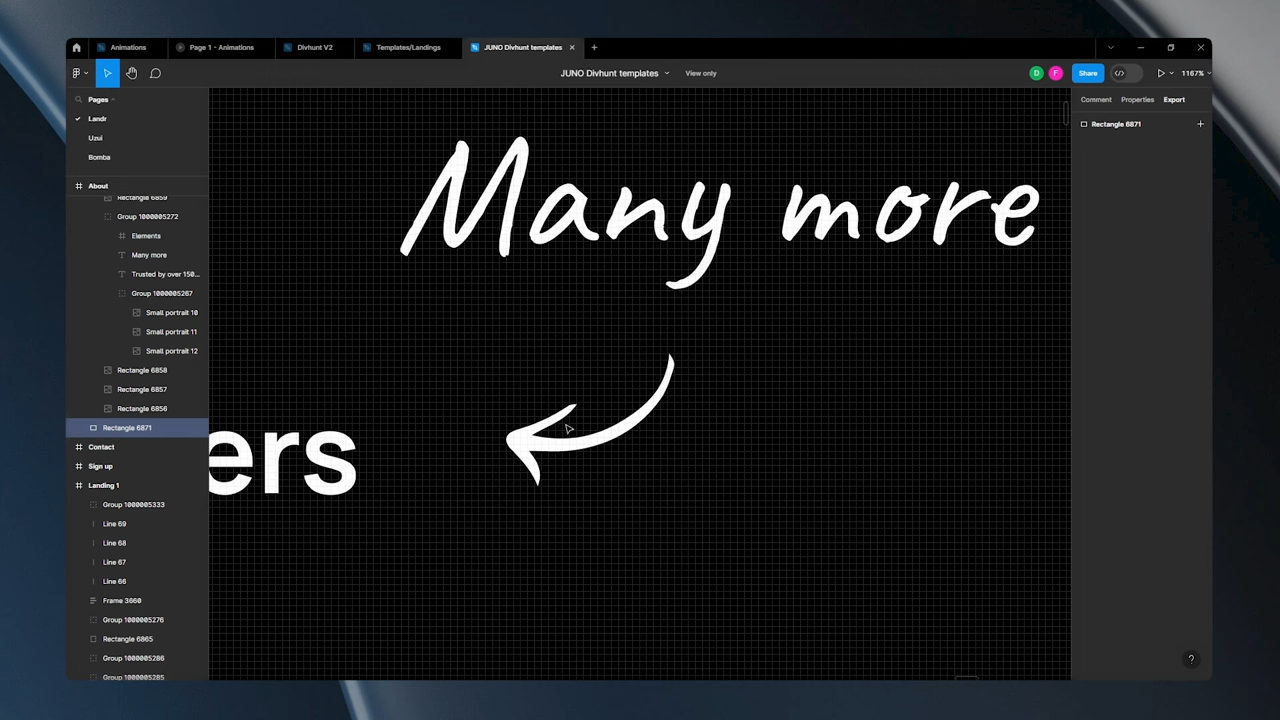 Animations
Page 1 - Animations
Divhunt V2
Templates/Landings
JUNO Divhunt templates
JUNO Divhunt templates
View only
D
F
Share
1167%
Pages
Landr
Uzui
Bomba
About
Rectangle 6859
Group 1000005272
Elements
Many more
Trusted by over 150...
Group 1000005267
Small portrait 10
Small portrait 11
Small portrait 12
Rectangle 6858
Rectangle 6857
Rectangle 6856
Rectangle 6871
Contact
Sign up
Landing 1
Group 1000005333
Line 69
Line 68
Line 67
Line 66
Frame 3660
Group 1000005276
Rectangle 6865
Group 1000005286
Group 1000005285
Many more
ers
Comment
Properties
Export
Rectangle 6871
?